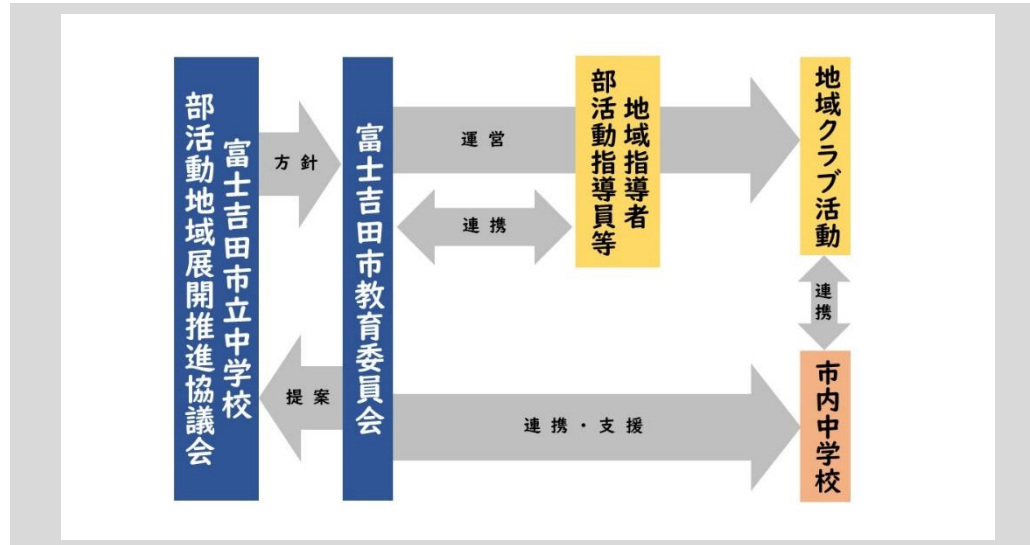 富士吉田市立中学校
部活動地域展開推進協議会
方針
提案
富士吉田市教育委員会
運営
連携
連携・支援
地域指導者
部活動指導員等
地域クラブ活動
連携
市内中学校